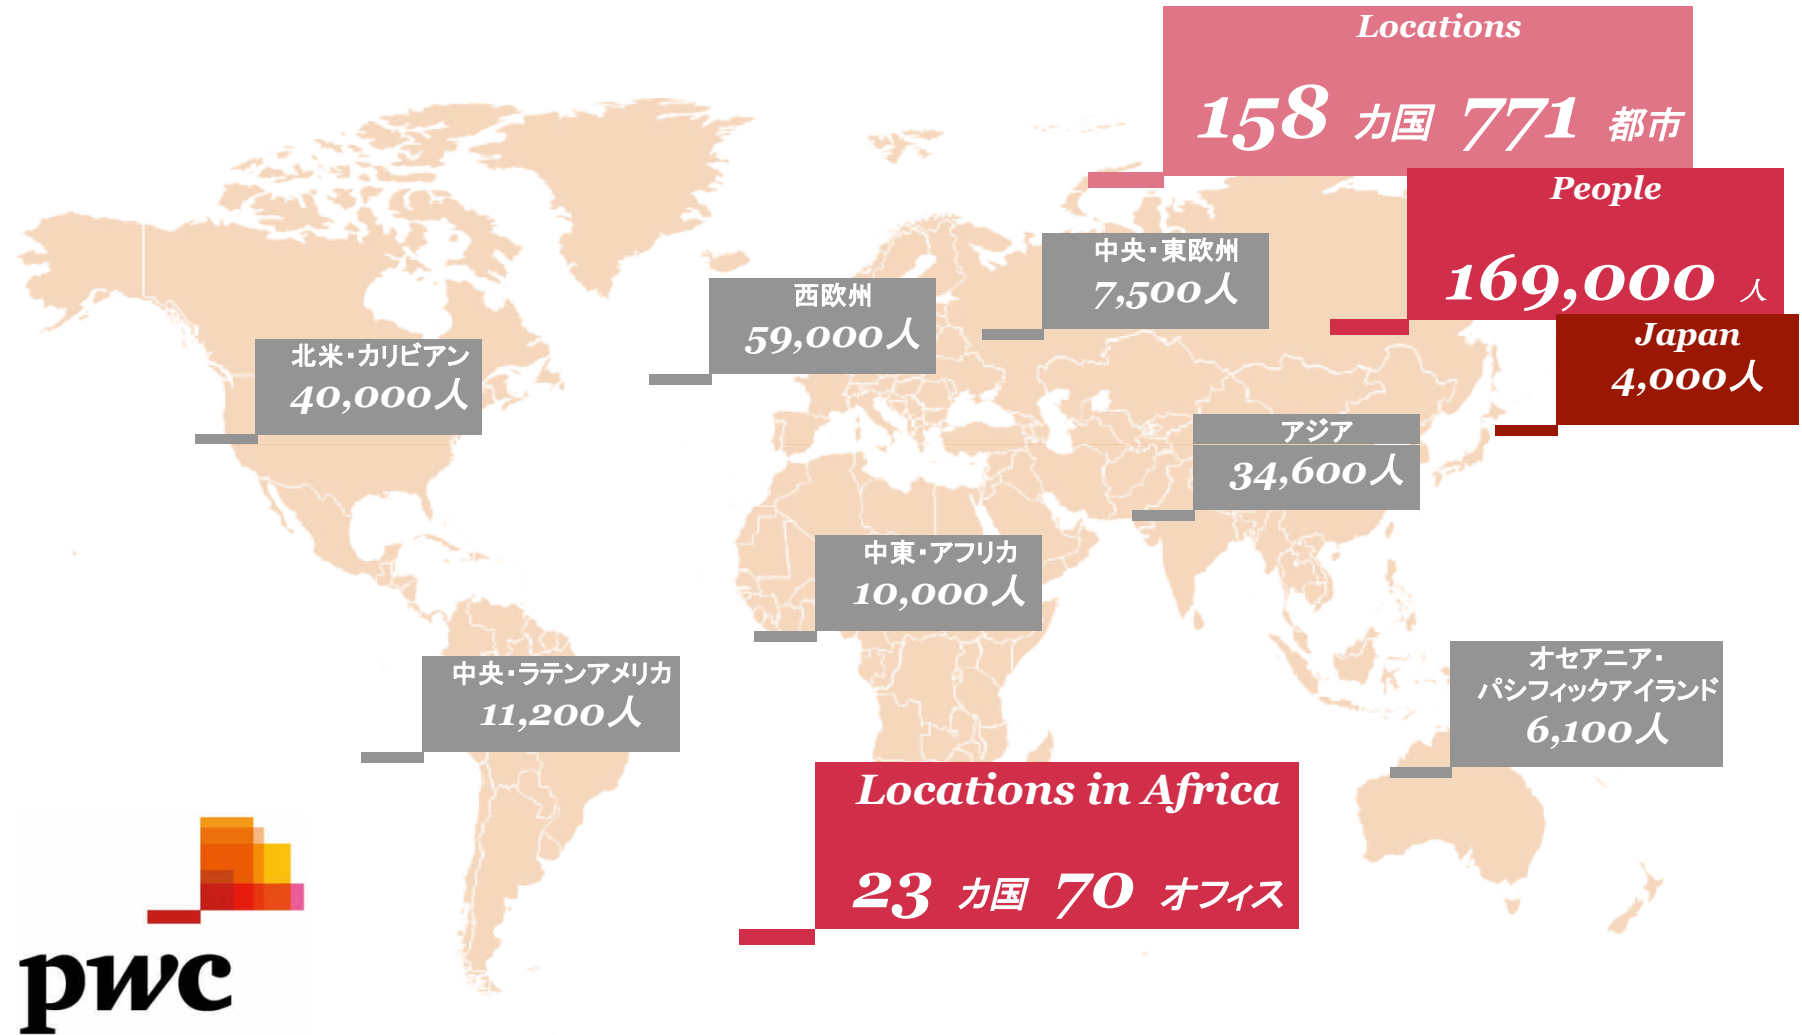 Locations
158 カ国 771 都市
People
169,000 人
Japan
4,000人
中央・東欧州
7,500人
西欧州
59,000人
北米・カリビアン
40,000人
アジア
34,600人
中東・アフリカ
10,000人
中央・ラテンアメリカ
11,200人
オセアニア・
パシフィックアイランド
6,100人
Locations in Africa
23 カ国 70 オフィス
pwc